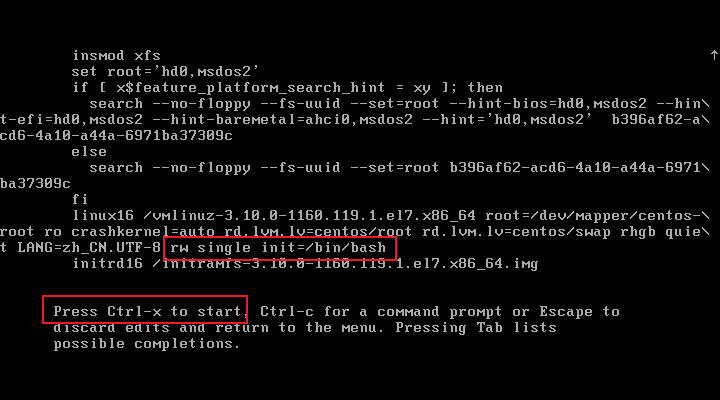 insmod xfs
set root='hd0,msdos2'
if [ x$feature_platform_search_hint = xy ]; then
search --no-floppy --fs-uuid --set=root --hint-bios=hd0,msdos2 --hin\
t-efi=hd0,msdos2 --hint-baremetal=ahci0,msdos2 --hint='hd0,msdos2'  b396af62-a\
cd6-4a10-a44a-6971ba37309c
else
search --no-floppy --fs-uuid --set=root b396af62-acd6-4a10-a44a-6971\
ba37309c
fi
linux16 /vmlinuz-3.10.0-1160.119.1.el7.x86_64 root=/dev/mapper/centos-\
root ro crashkernel=auto rd.lvm.lv=centos/root rd.lvm.lv=centos/swap rhgb quie\
t LANG=zh_CN.UTF-8 rw single init=/bin/bash
initrd16 /initramfs-3.10.0-1160.119.1.el7.x86_64.img
Press Ctrl-x to start, Ctrl-c for a command prompt or Escape to
discard edits and return to the menu. Pressing Tab lists
possible completions.